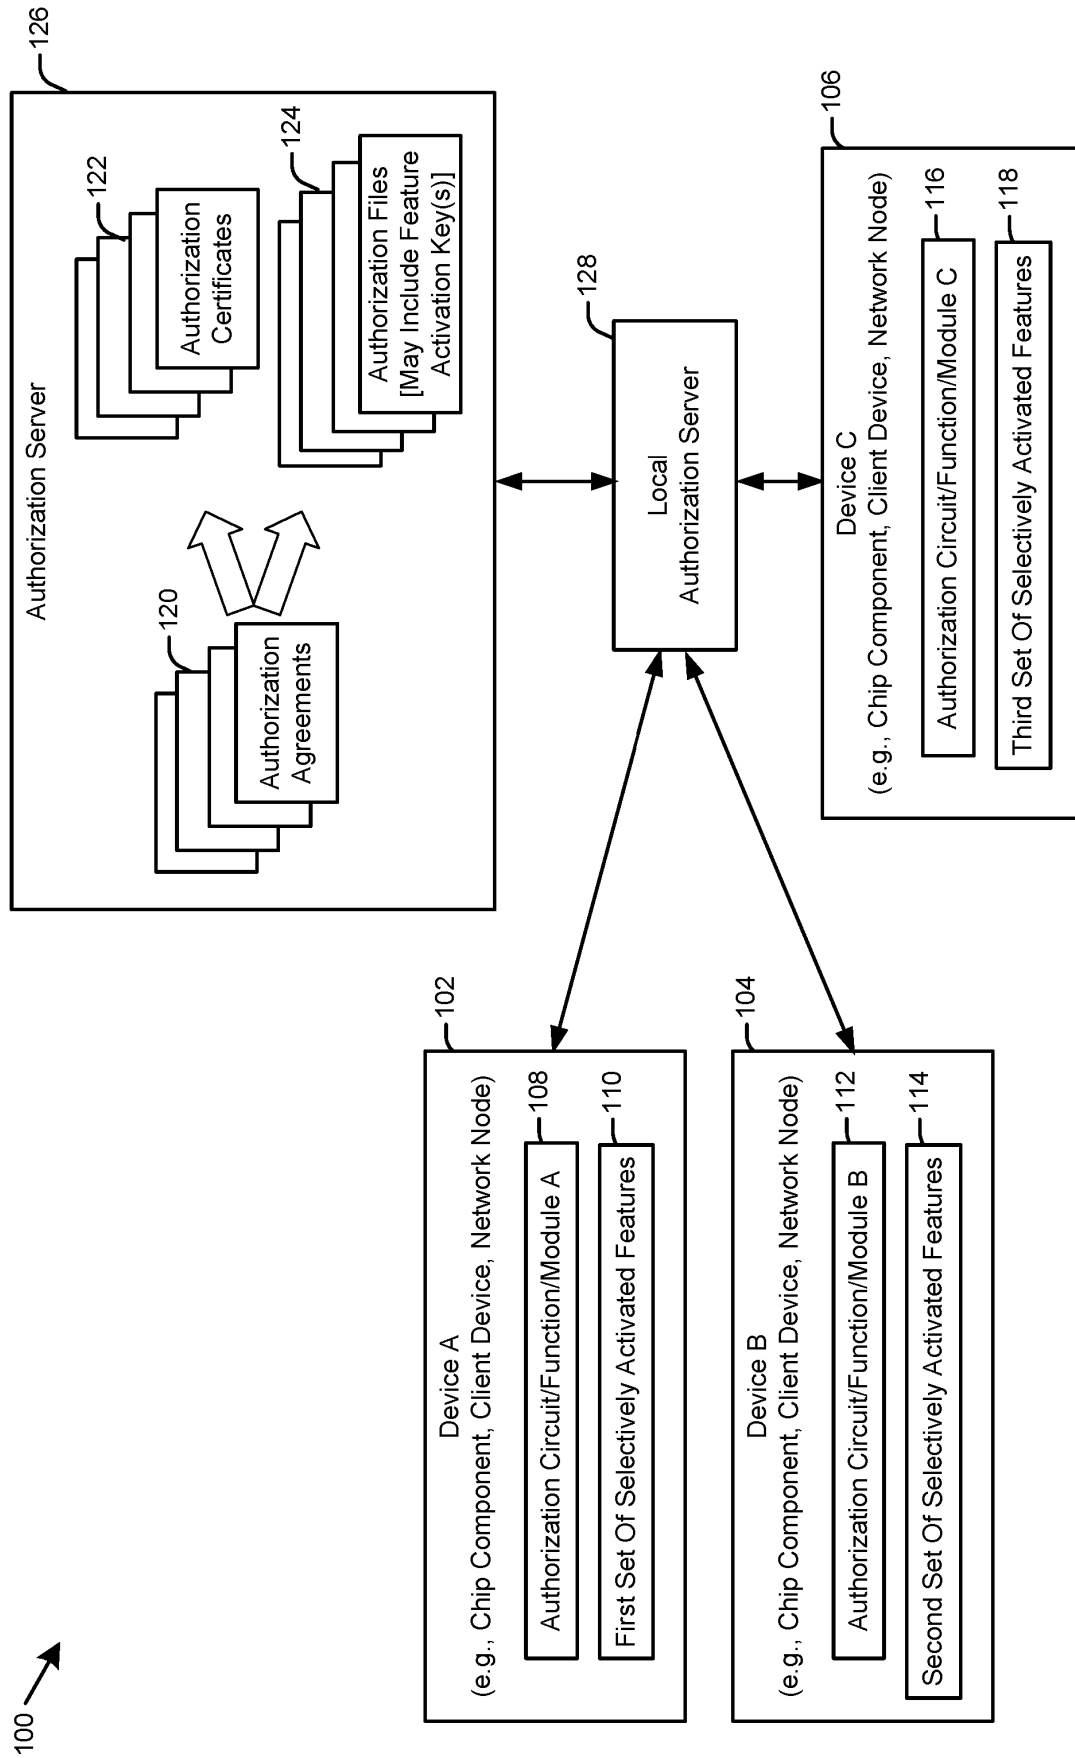 100
126
Authorization Server
120
Authorization
Agreements
122
Authorization
Certificates
124
Authorization Files
[May Include Feature
Activation Key(s)]
128
Local
Authorization Server
102
Device A
(e.g., Chip Component, Client Device, Network Node)
108
Authorization Circuit/Function/Module A
110
First Set Of Selectively Activated Features
104
Device B
(e.g., Chip Component, Client Device, Network Node)
112
Authorization Circuit/Function/Module B
114
Second Set Of Selectively Activated Features
106
Device C
(e.g., Chip Component, Client Device, Network Node)
116
Authorization Circuit/Function/Module C
118
Third Set Of Selectively Activated Features